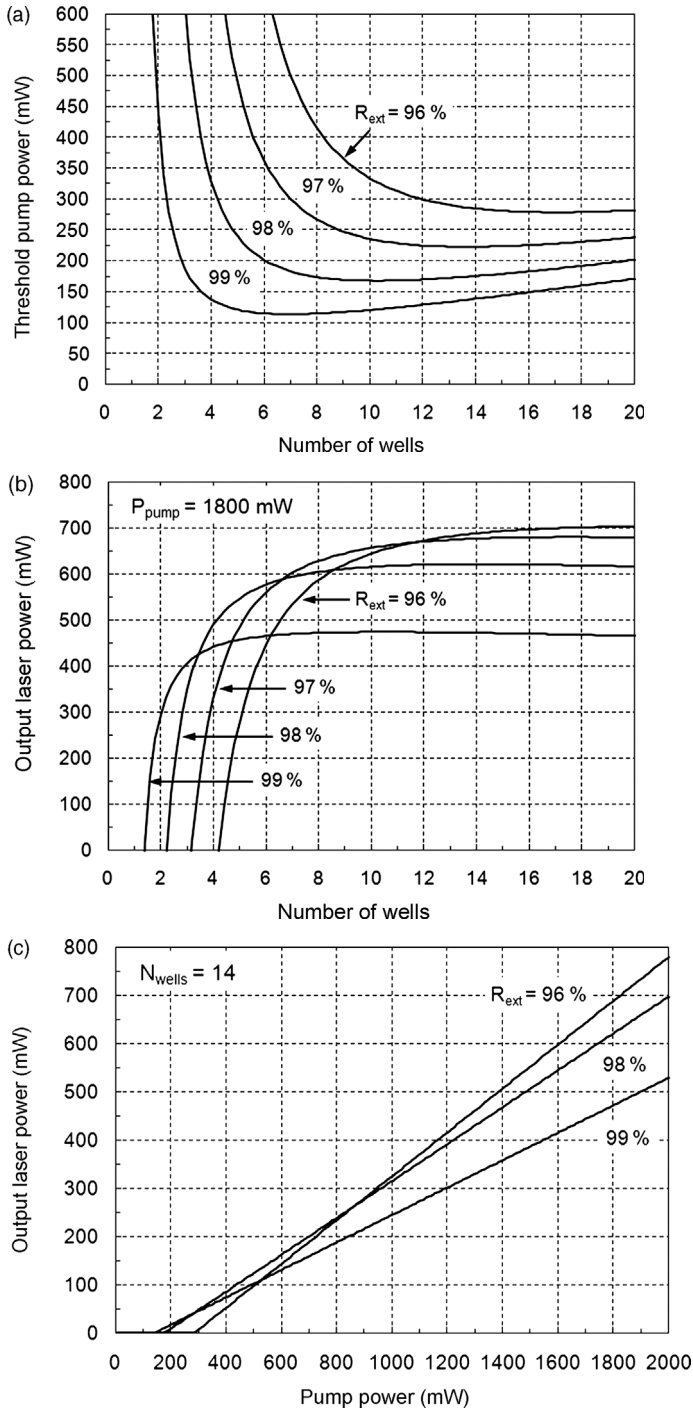 (a)
Threshold pump power (mW)
600
550
500
450
400
350
300
250
200
150
100
50
0
R_ext = 96 %
97 %
98 %
99 %
0 2 4 6 8 10 12 14 16 18 20
Number of wells
(b)
Output laser power (mW)
800
700
600
500
400
300
200
100
0
P_pump = 1800 mW
R_ext = 96 %
97 %
98 %
99 %
0 2 4 6 8 10 12 14 16 18 20
Number of wells
(c)
Output laser power (mW)
800
700
600
500
400
300
200
100
0
N_wells = 14
R_ext = 96 %
98 %
99 %
0 200 400 600 800 1000 1200 1400 1600 1800 2000
Pump power (mW)